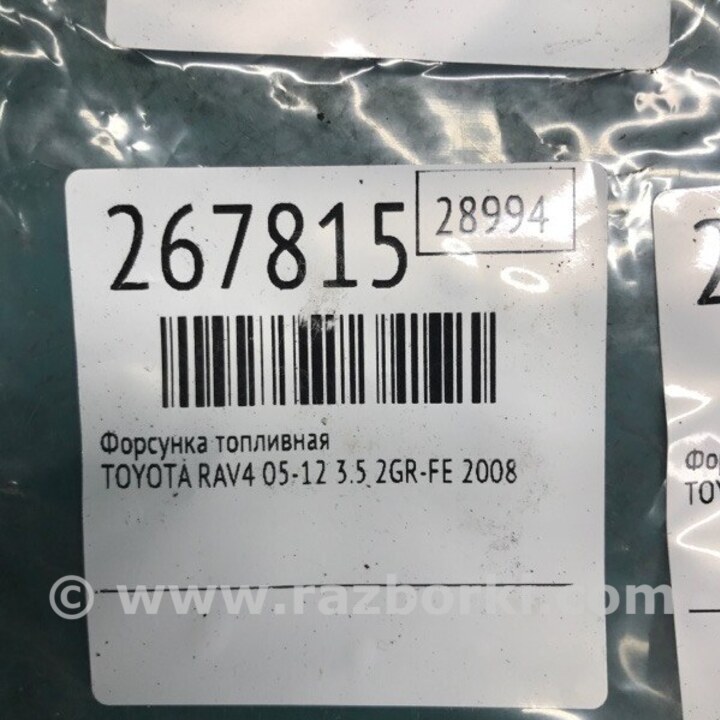 267815
28994
Форсунка топливная
TOYOTA RAV4 05-12 3.5 2GR-FE 2008
© www.razborki.com